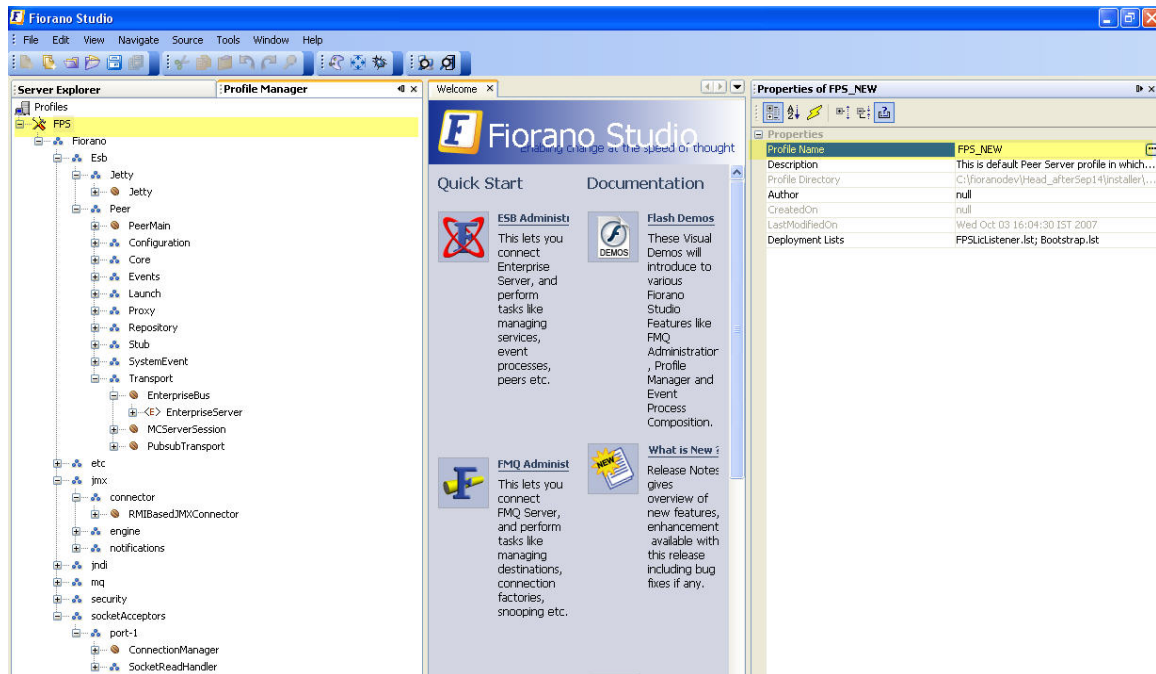 Fiorano Studio
File Edit View Navigate Source Tools Window Help
Server Explorer
Profile Manager
Profiles
FPS
Fiorano
Esb
Jetty
Jetty
Peer
PeerMain
Configuration
Core
Events
Launch
Proxy
Repository
Stub
SystemEvent
Transport
EnterpriseBus
<E> EnterpriseServer
MCServerSession
PubsubTransport
etc
jmx
connector
RMIBasedJMXConnector
engine
notifications
jndi
mq
security
socketAcceptors
port-1
ConnectionManager
SocketReadHandler
Welcome
Fiorano Studio
Enabling change at the speed of thought
Quick Start
ESB Administ
This lets you
connect
Enterprise
Server, and
perform
tasks like
managing
services,
event
processes,
peers etc.
FMQ Administ
This lets you
connect
FMQ Server,
and perform
tasks like
managing
destinations,
connection
factories,
snooping etc.
Documentation
DEMOS
Flash Demos
These Visual
Demos will
introduce to
various
Fiorano
Studio
Features like
FMQ
Administration
, Profile
Manager and
Event
Process
Composition.
NEW
What is New ?
Release Notes
gives
overview of
new features,
enhancement
available with
this release
including bug
fixes if any.
Properties of FPS_NEW
Properties
Profile Name FPS_NEW
Description This is default Peer Server profile in which...
Profile Directory C:\fioranodev\Head_afterSep14\installer\...
Author null
CreatedOn null
LastModifiedOn Wed Oct 03 16:04:30 IST 2007
Deployment Lists FPSLicListener.lst; Bootstrap.lst